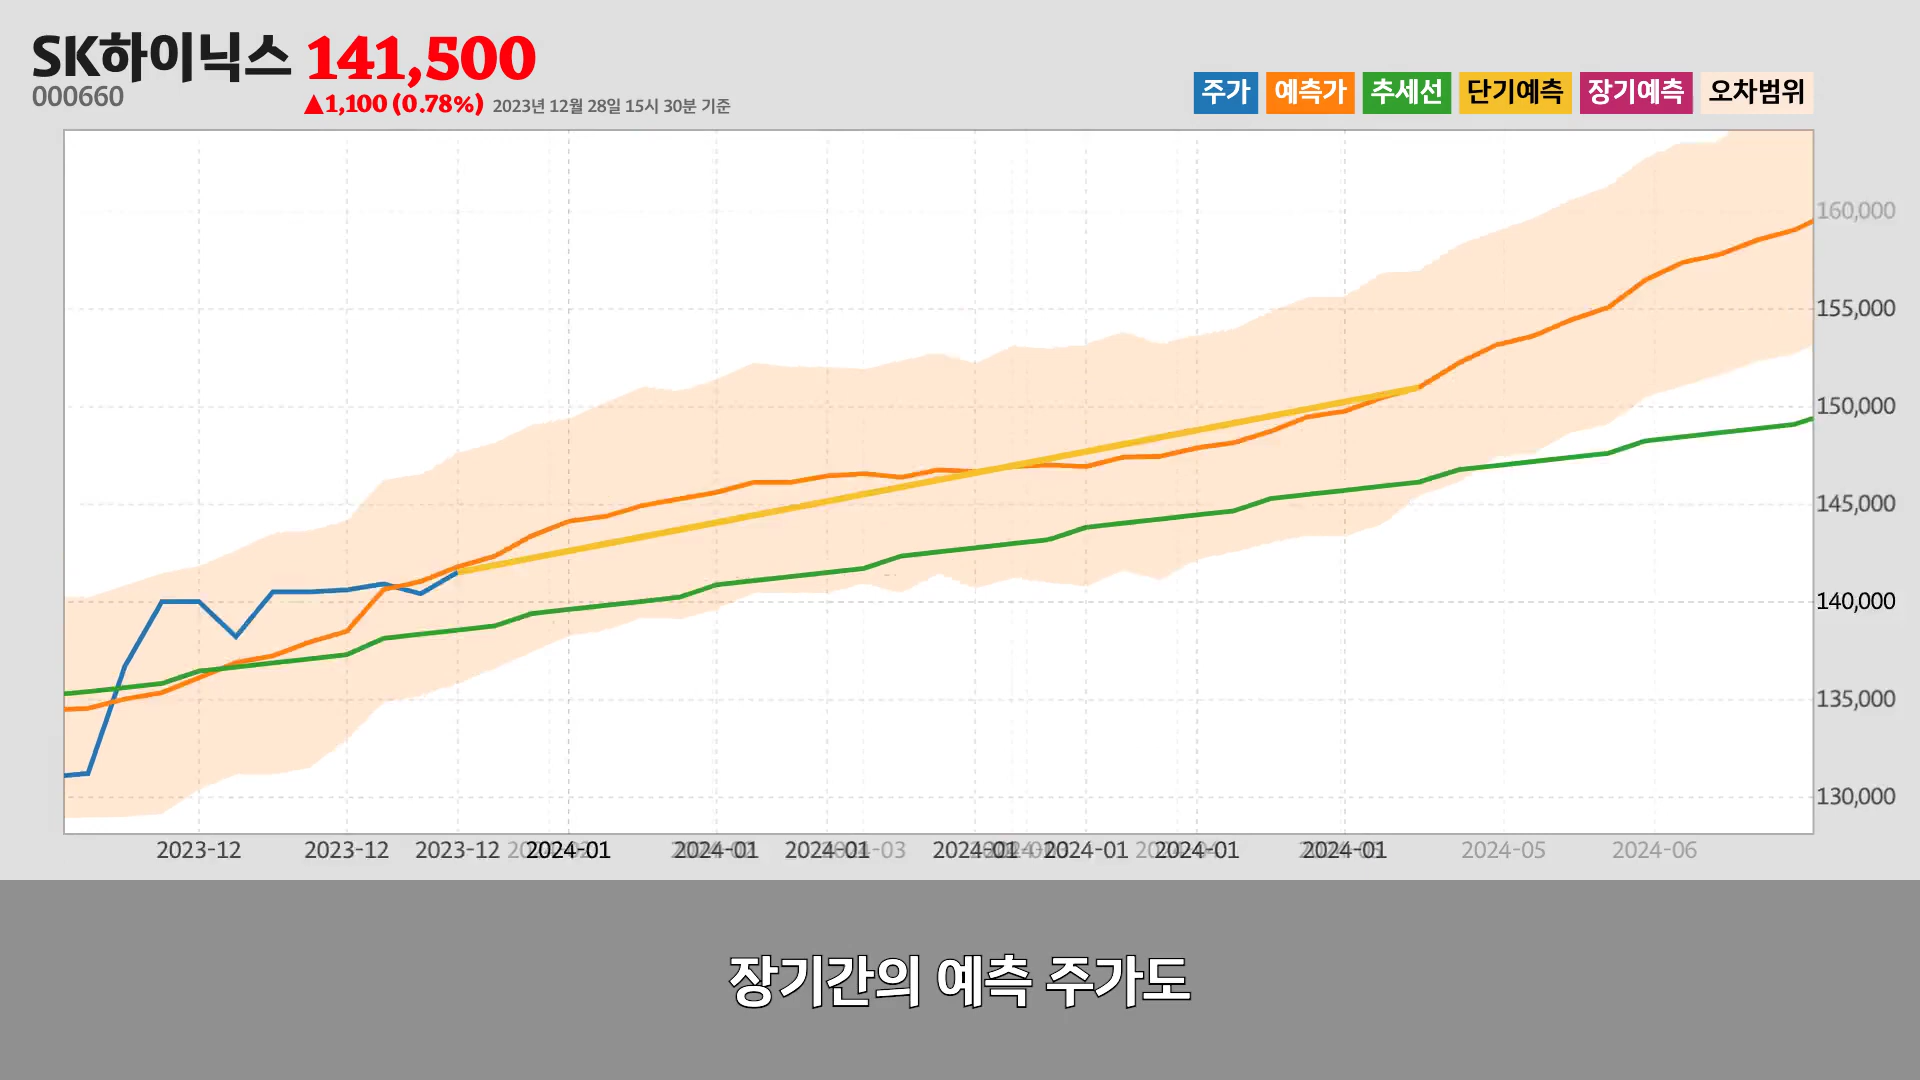 SK하이닉스 141,500
000660
▲1,100 (0.78%) 2023년 12월 28일 15시 30분 기준
주가 예측가 추세선 단기예측 장기예측 오차범위
160,000
155,000
150,000
145,000
140,000
135,000
130,000
2023-12 2023-12 2023-12 2024-01 2024-01 2024-01 2024-01 2024-01 2024-01 2024-01 2024-05 2024-06
장기간의 예측 주가도